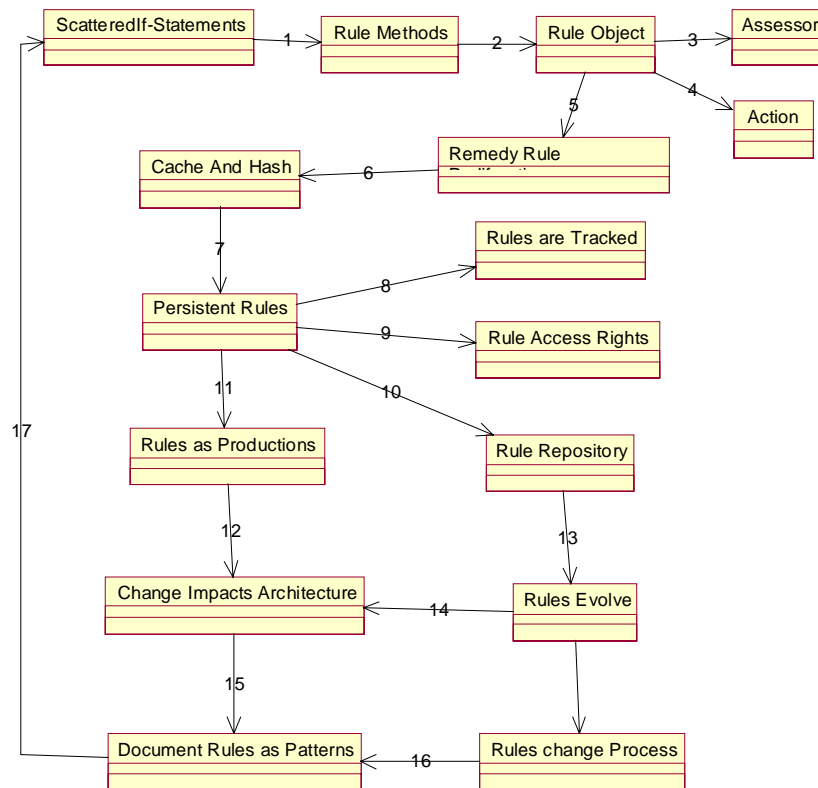 ScatteredIf-Statements
1
Rule Methods
2
Rule Object
3
Assessor
4
Action
5
Remedy Rule
6
Cache And Hash
7
Rules are Tracked
8
Persistent Rules
9
Rule Access Rights
11
10
17
Rules as Productions
Rule Repository
12
13
Change Impacts Architecture
14
Rules Evolve
15
Document Rules as Patterns
16
Rules change Process